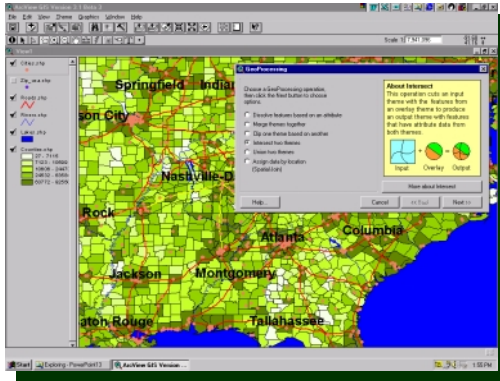 ArcView GIS Version 3.1 Beta 3
File Edit View Theme Graphics Window Help
View1
Cities.shp
Roads.shp
Rivers.shp
Lakes.shp
Counties.shp
Springfield
Indian
son City
Nashville-D
Rock
Atlanta
Columbia
Jackson
Montgomery
aton Rouge
Tallahassee
GeoProcessing
Choose a GeoProcessing operation,
then click the Next button to choose
options.
Dissolve features based on an attribute
Merge themes together
Clip one theme based on another
Intersect two themes
Union two themes
Assign data by location
(Spatial Join)
About Intersect
This operation cuts an input
theme with the features from
an overlay theme to produce
an output theme with features
that have attribute data from
both themes.
Input Overlay Output
More about Intersect
Help...
Cancel
Next >>
Start
Exploring - PowerPoint13
ArcView GIS Version ...
1:55 PM